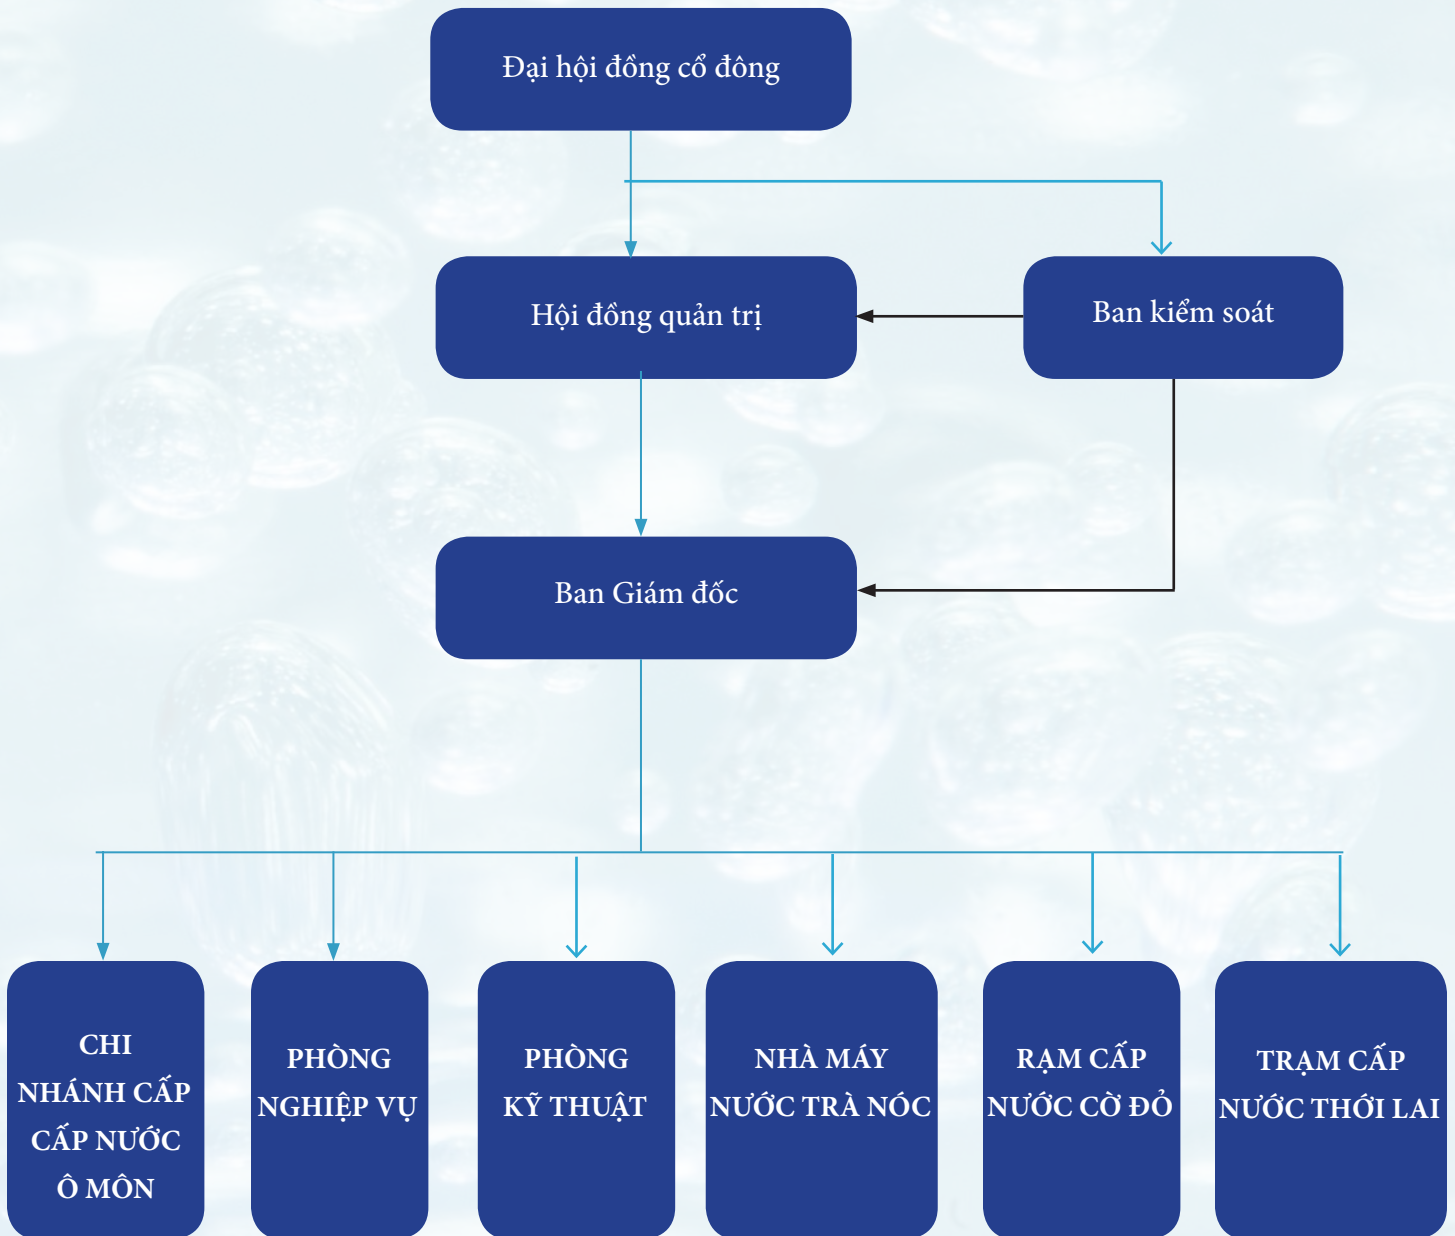 Đại hội đồng cổ đông
Hội đồng quản trị
Ban kiểm soát
Ban Giám đốc
CHI
NHÁNH CẤP
CẤP NƯỚC
Ô MÔN
PHÒNG
NGHIỆP VỤ
PHÒNG
KỸ THUẬT
NHÀ MÁY
NƯỚC TRÀ NÓC
RẠM CẤP
NƯỚC CỜ ĐỎ
TRẠM CẤP
NƯỚC THỚI LAI